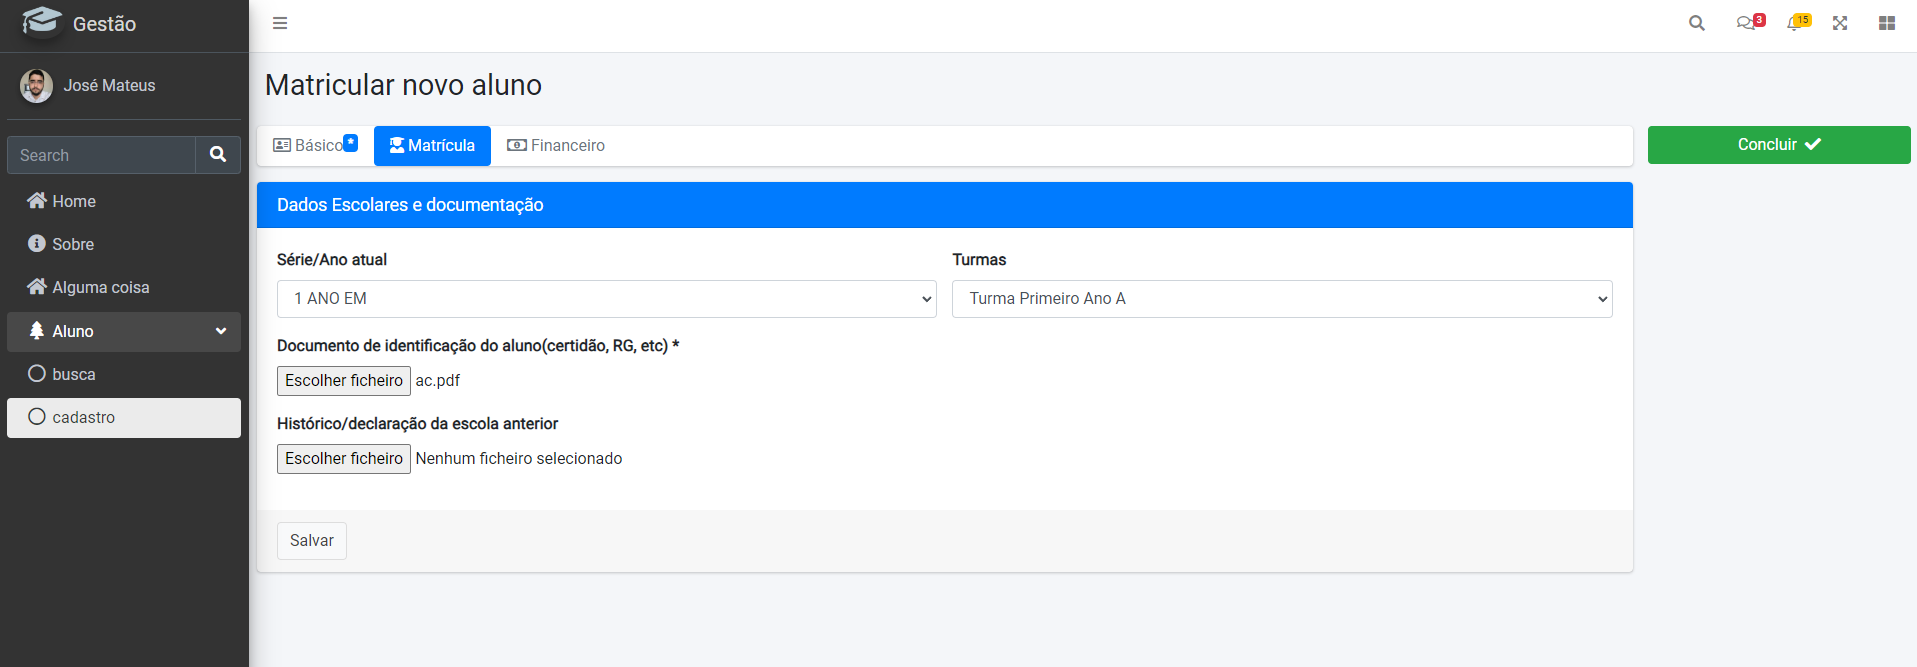 Gestão
3
15
José Mateus
Search
Home
Sobre
Alguma coisa
Aluno
busca
cadastro
Matricular novo aluno
Básico*
Matrícula
Financeiro
Concluir
Dados Escolares e documentação
Série/Ano atual
Turmas
1 ANO EM
Turma Primeiro Ano A
Documento de identificação do aluno(certidão, RG, etc) *
Escolher ficheiro ac.pdf
Histórico/declaração da escola anterior
Escolher ficheiro Nenhum ficheiro selecionado
Salvar